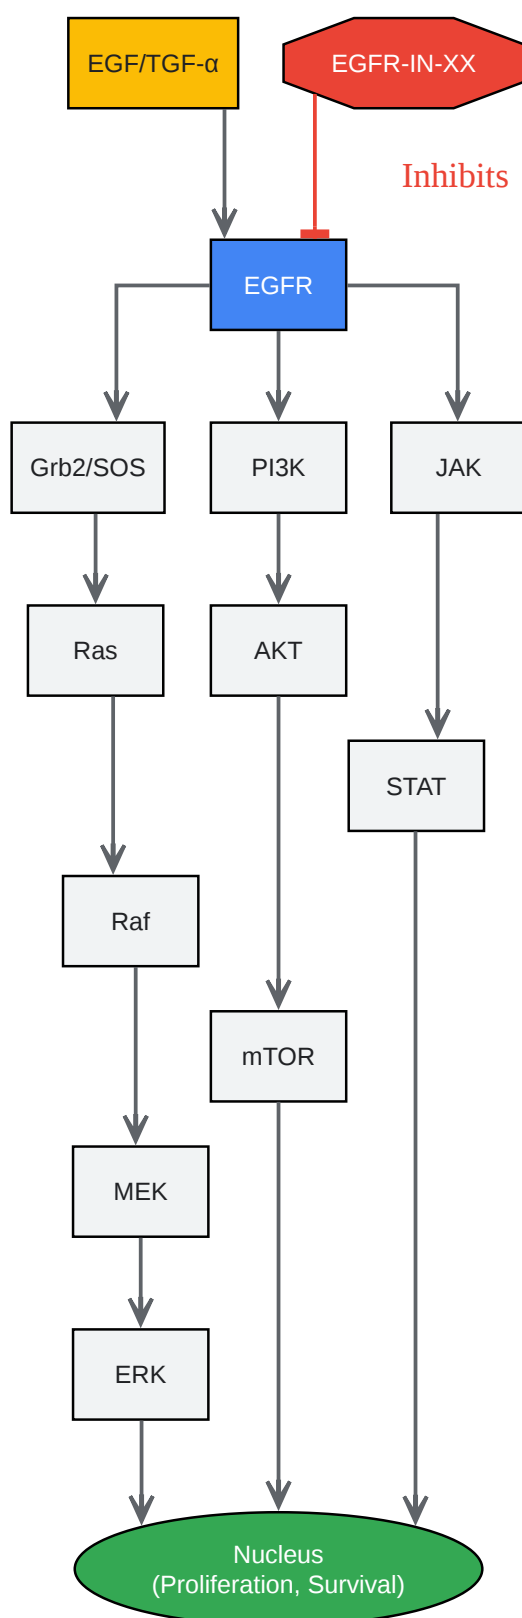 EGF/TGF-α
EGFR-IN-XX
Inhibits
EGFR
Grb2/SOS
PI3K
JAK
Ras
AKT
STAT
Raf
mTOR
MEK
ERK
Nucleus
(Proliferation, Survival)